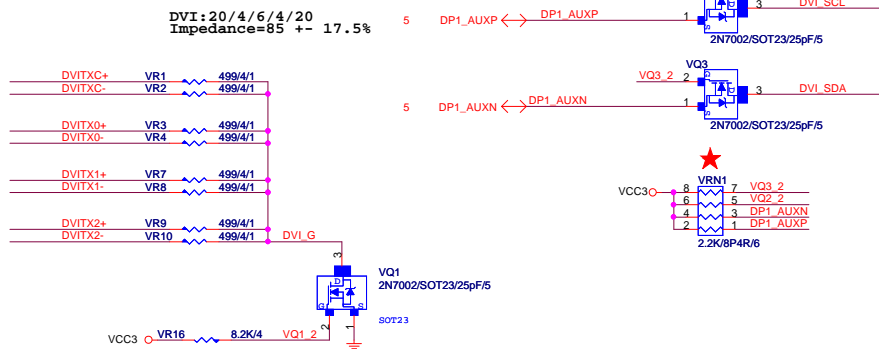 DVI:20/4/6/4/20
Impedance=85 +- 17.5%
5 DP1_AUXP DP1_AUXP 1 3 DVI_SCL
2N7002/SOT23/25pF/5
VQ3
VQ3_2 2 G D S
5 DP1_AUXN DP1_AUXN 1 3 DVI_SDA
2N7002/SOT23/25pF/5
DVITXC+ VR1 499/4/1
DVITXC- VR2 499/4/1
DVITX0+ VR3 499/4/1
DVITX0- VR4 499/4/1
DVITX1+ VR7 499/4/1
DVITX1- VR8 499/4/1
DVITX2+ VR9 499/4/1
DVITX2- VR10 499/4/1 DVI_G
VCC3 8 7 VQ3_2
6 5 VQ2_2
4 3 DP1_AUXN
2 1 DP1_AUXP
VRN1
2.2K/8P4R/6
3
D
G S
VQ1
2N7002/SOT23/25pF/5
SOT23
2 1
VCC3 VR16 8.2K/4 VQ1_2